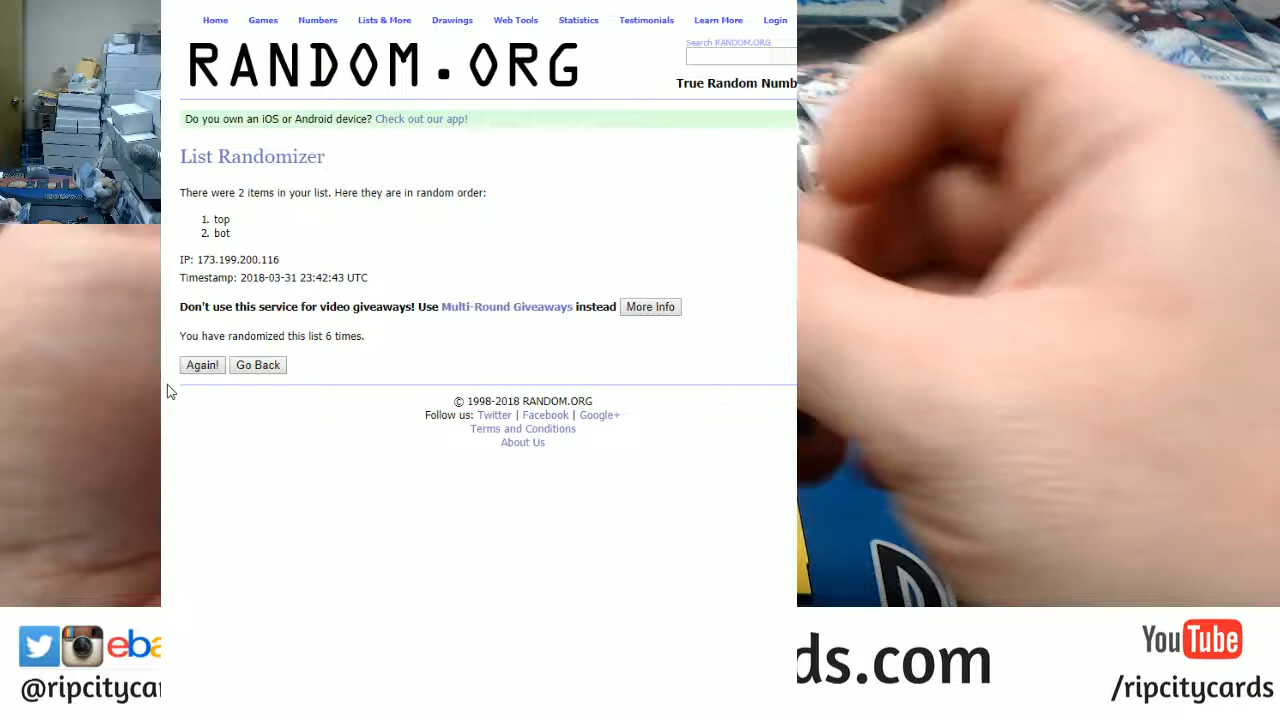 Home Games Numbers Lists & More Drawings Web Tools Statistics Testimonials Learn More Login
RANDOM.ORG
Search RANDOM.ORG
True Random Numb
Do you own an iOS or Android device? Check out our app!
List Randomizer
There were 2 items in your list. Here they are in random order:
1. top
2. bot
IP: 173.199.200.116
Timestamp: 2018-03-31 23:42:43 UTC
Don't use this service for video giveaways! Use Multi-Round Giveaways instead More Info
You have randomized this list 6 times.
Again! Go Back
© 1998-2018 RANDOM.ORG
Follow us: Twitter | Facebook | Google+
Terms and Conditions
About Us
eba
@ripcitycar
ds.com
YouTube
/ripcitycards